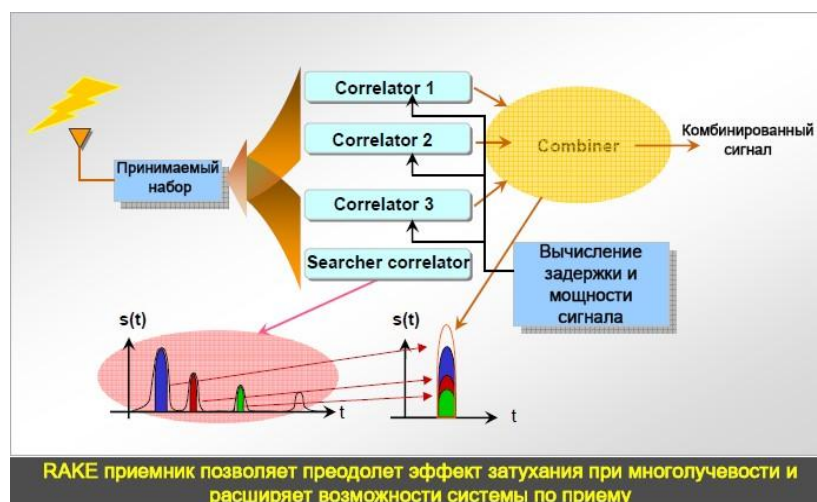 Correlator 1
Correlator 2
Correlator 3
Searcher correlator
Принимаемый
набор
Combiner
Комбинированный
сигнал
Вычисление
задержки и
мощности
сигнала
s(t)
t
s(t)
t
RAKE приемник позволяет преодолет эффект затухания при многолучевости и
расширяет возможности системы по приему